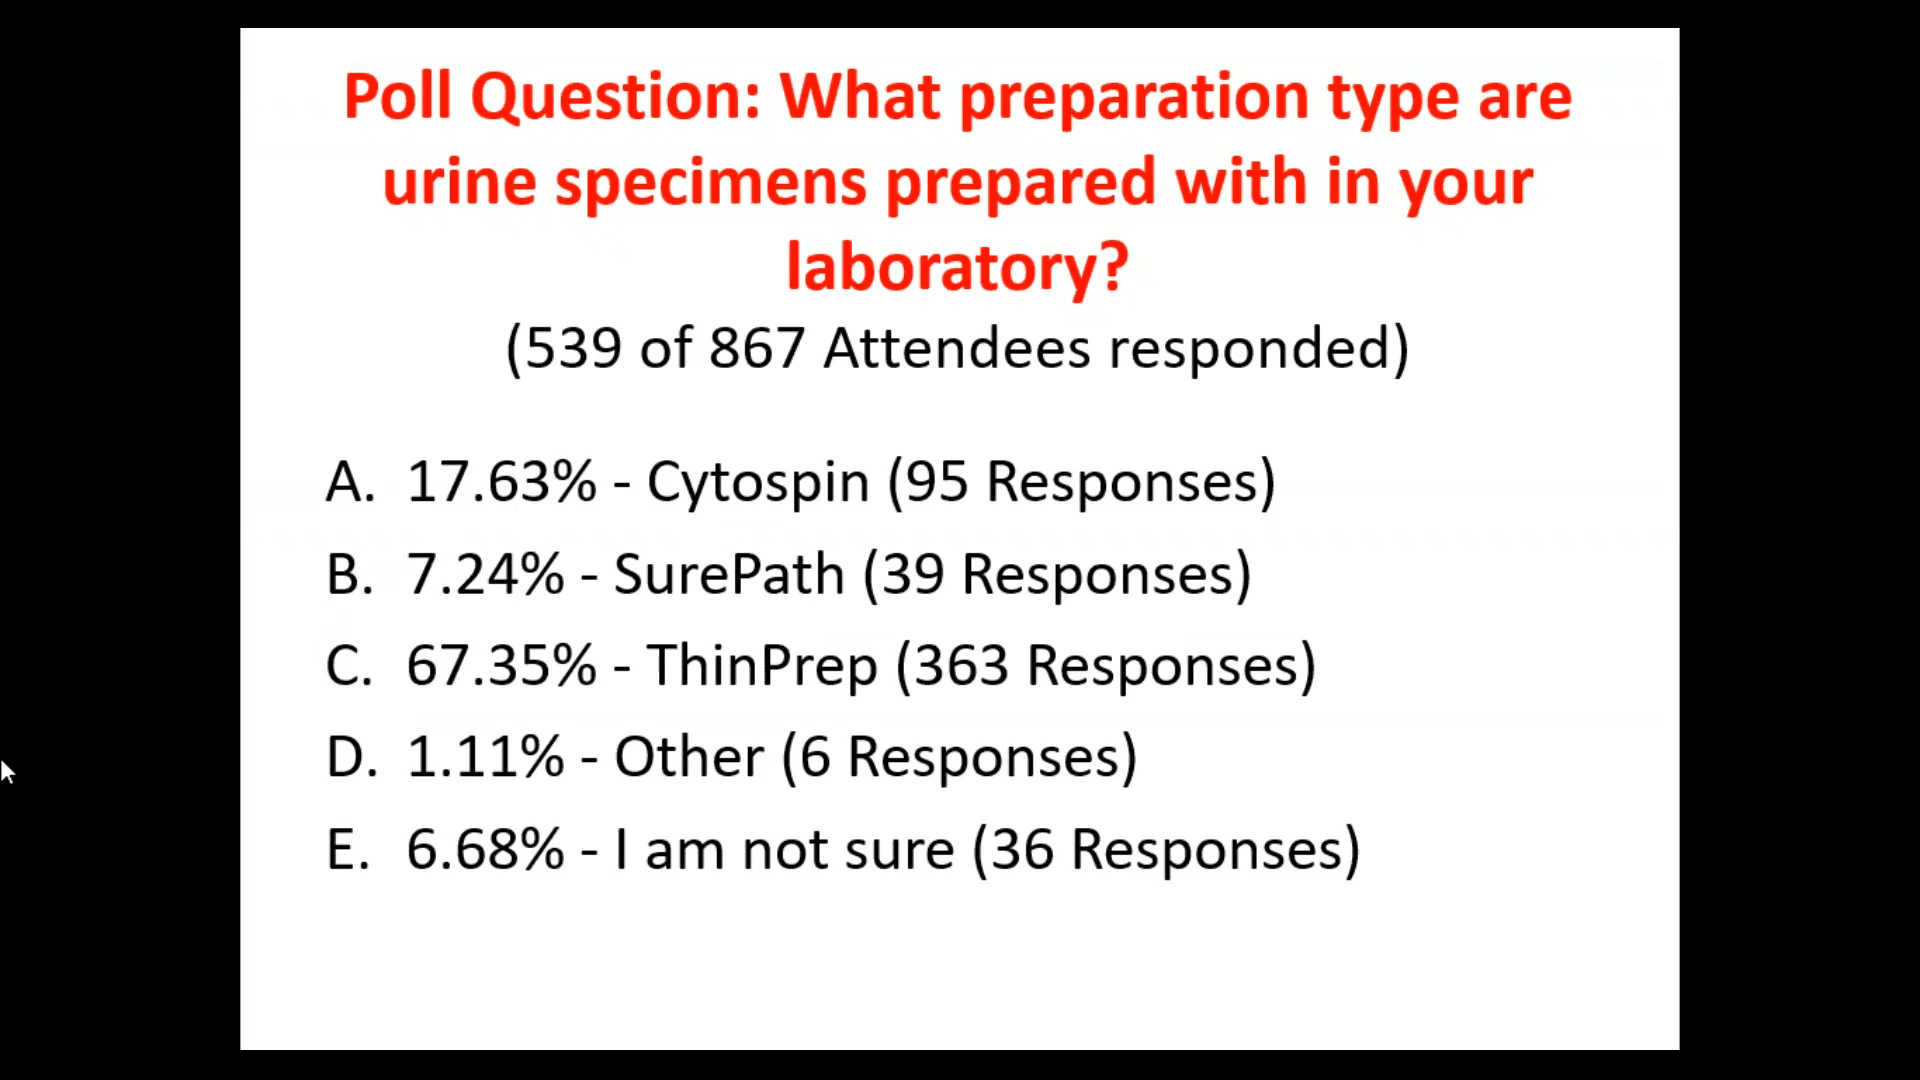 Poll Question: What preparation type are
urine specimens prepared with in your
laboratory?
(539 of 867 Attendees responded)
A. 17.63% - Cytospin (95 Responses)
B. 7.24% - SurePath (39 Responses)
C. 67.35% - ThinPrep (363 Responses)
D. 1.11% - Other (6 Responses)
E. 6.68% - I am not sure (36 Responses)